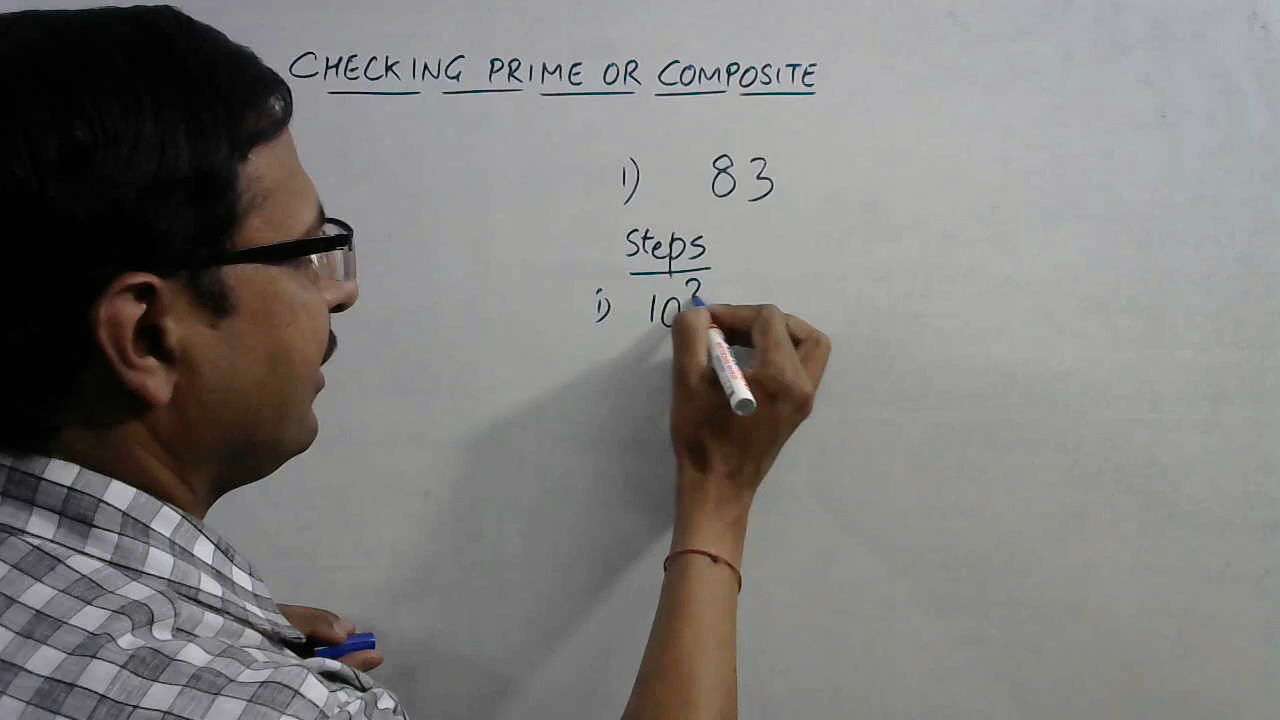 CHECKING PRIME OR COMPOSITE
1) 83
Steps
i) 10²